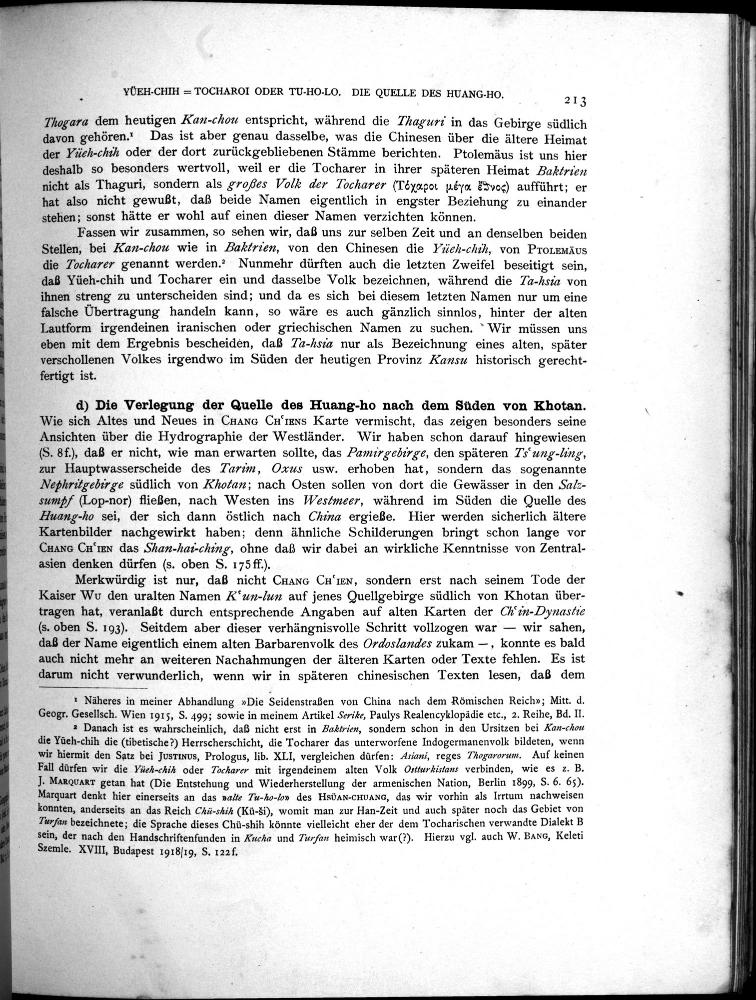 YÜEH-CHIH = TOCHAROI ODER TU-HO-LO. DIE QUELLE DES HUANG-HO.
213
Thogara dem heutigen Kan-chou entspricht, während die Thaguri in das Gebirge südlich
davon gehören.¹ Das ist aber genau dasselbe, was die Chinesen über die ältere Heimat
der Yüeh-chih oder der dort zurückgebliebenen Stämme berichten. Ptolemäus ist uns hier
deshalb so besonders wertvoll, weil er die Tocharer in ihrer späteren Heimat Baktrien
nicht als Thaguri, sondern als großes Volk der Tocharer (Τόχαροι μέγα ἔθνος) aufführt; er
hat also nicht gewußt, daß beide Namen eigentlich in engster Beziehung zu einander
stehen; sonst hätte er wohl auf einen dieser Namen verzichten können.
Fassen wir zusammen, so sehen wir, daß uns zur selben Zeit und an denselben beiden
Stellen, bei Kan-chou wie in Baktrien, von den Chinesen die Yüeh-chih, von PTOLEMÄUS
die Tocharer genannt werden.² Nunmehr dürften auch die letzten Zweifel beseitigt sein,
daß Yüeh-chih und Tocharer ein und dasselbe Volk bezeichnen, während die Ta-hsia von
ihnen streng zu unterscheiden sind; und da es sich bei diesem letzten Namen nur um eine
falsche Übertragung handeln kann, so wäre es auch gänzlich sinnlos, hinter der alten
Lautform irgendeinen iranischen oder griechischen Namen zu suchen. Wir müssen uns
eben mit dem Ergebnis bescheiden, daß Ta-hsia nur als Bezeichnung eines alten, später
verschollenen Volkes irgendwo im Süden der heutigen Provinz Kansu historisch gerecht-
fertigt ist.
d) Die Verlegung der Quelle des Huang-ho nach dem Süden von Khotan.
Wie sich Altes und Neues in CHANG CHʿIENS Karte vermischt, das zeigen besonders seine
Ansichten über die Hydrographie der Westländer. Wir haben schon darauf hingewiesen
(S. 8f.), daß er nicht, wie man erwarten sollte, das Pamirgebirge, den späteren Tsʿung-ling,
zur Hauptwasserscheide des Tarim, Oxus usw. erhoben hat, sondern das sogenannte
Nephritgebirge südlich von Khotan; nach Osten sollen von dort die Gewässer in den Salz-
sumpf (Lop-nor) fließen, nach Westen ins Westmeer, während im Süden die Quelle des
Huang-ho sei, der sich dann östlich nach China ergieße. Hier werden sicherlich ältere
Kartenbilder nachgewirkt haben; denn ähnliche Schilderungen bringt schon lange vor
CHANG CHʿIEN das Shan-hai-ching, ohne daß wir dabei an wirkliche Kenntnisse von Zentral-
asien denken dürfen (s. oben S. 175ff.).
Merkwürdig ist nur, daß nicht CHANG CHʿIEN, sondern erst nach seinem Tode der
Kaiser WU den uralten Namen Kʿun-lun auf jenes Quellgebirge südlich von Khotan über-
tragen hat, veranlaßt durch entsprechende Angaben auf alten Karten der Chʿin-Dynastie
(s. oben S. 193). Seitdem aber dieser verhängnisvolle Schritt vollzogen war — wir sahen,
daß der Name eigentlich einem alten Barbarenvolk des Ordoslandes zukam —, konnte es bald
auch nicht mehr an weiteren Nachahmungen der älteren Karten oder Texte fehlen. Es ist
darum nicht verwunderlich, wenn wir in späteren chinesischen Texten lesen, daß dem
¹ Näheres in meiner Abhandlung »Die Seidenstraßen von China nach dem Römischen Reich»; Mitt. d.
Geogr. Gesellsch. Wien 1915, S. 499; sowie in meinem Artikel Serike, Paulys Realencyklopädie etc., 2. Reihe, Bd. II.
² Danach ist es wahrscheinlich, daß nicht erst in Baktrien, sondern schon in den Ursitzen bei Kan-chou
die Yüeh-chih die (tibetische?) Herrscherschicht, die Tocharer das unterworfene Indogermanenvolk bildeten, wenn
wir hiermit den Satz bei JUSTINUS, Prologus, lib. XLI, vergleichen dürfen: Asiani, reges Thogarorum. Auf keinen
Fall dürfen wir die Yüeh-chih oder Tocharer mit irgendeinem alten Volk Ostturkistans verbinden, wie es z. B.
J. MARQUART getan hat (Die Entstehung und Wiederherstellung der armenischen Nation, Berlin 1899, S. 6. 65).
Marquart denkt hier einerseits an das »alte Tu-ho-lo» des HSÜAN-CHUANG, das wir vorhin als Irrtum nachweisen
konnten, anderseits an das Reich Chü-shih (Kü-ši), womit man zur Han-Zeit und auch später noch das Gebiet von
Turfan bezeichnete; die Sprache dieses Chü-shih könnte vielleicht eher der dem Tocharischen verwandte Dialekt B
sein, der nach den Handschriftenfunden in Kucha und Turfan heimisch war(?). Hierzu vgl. auch W. BANG, Keleti
Szemle. XVIII, Budapest 1918/19, S. 122f.